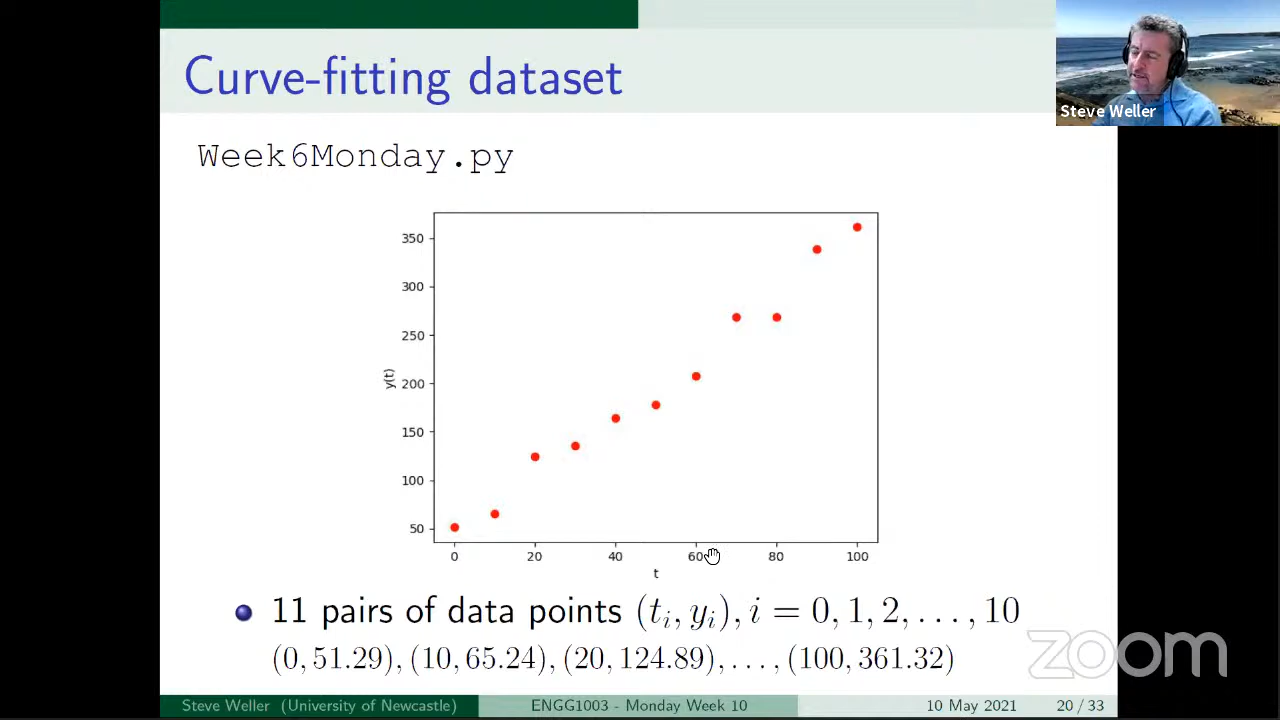 Curve-fitting dataset
Steve Weller
Week6Monday.py
350
300
250
200
150
100
50
y(t)
0 20 40 60 80 100
t
11 pairs of data points (tᵢ, yᵢ), i = 0, 1, 2, . . . , 10
(0, 51.29), (10, 65.24), (20, 124.89), . . . , (100, 361.32)
zoom
Steve Weller (University of Newcastle) ENGG1003 - Monday Week 10 10 May 2021 20 / 33